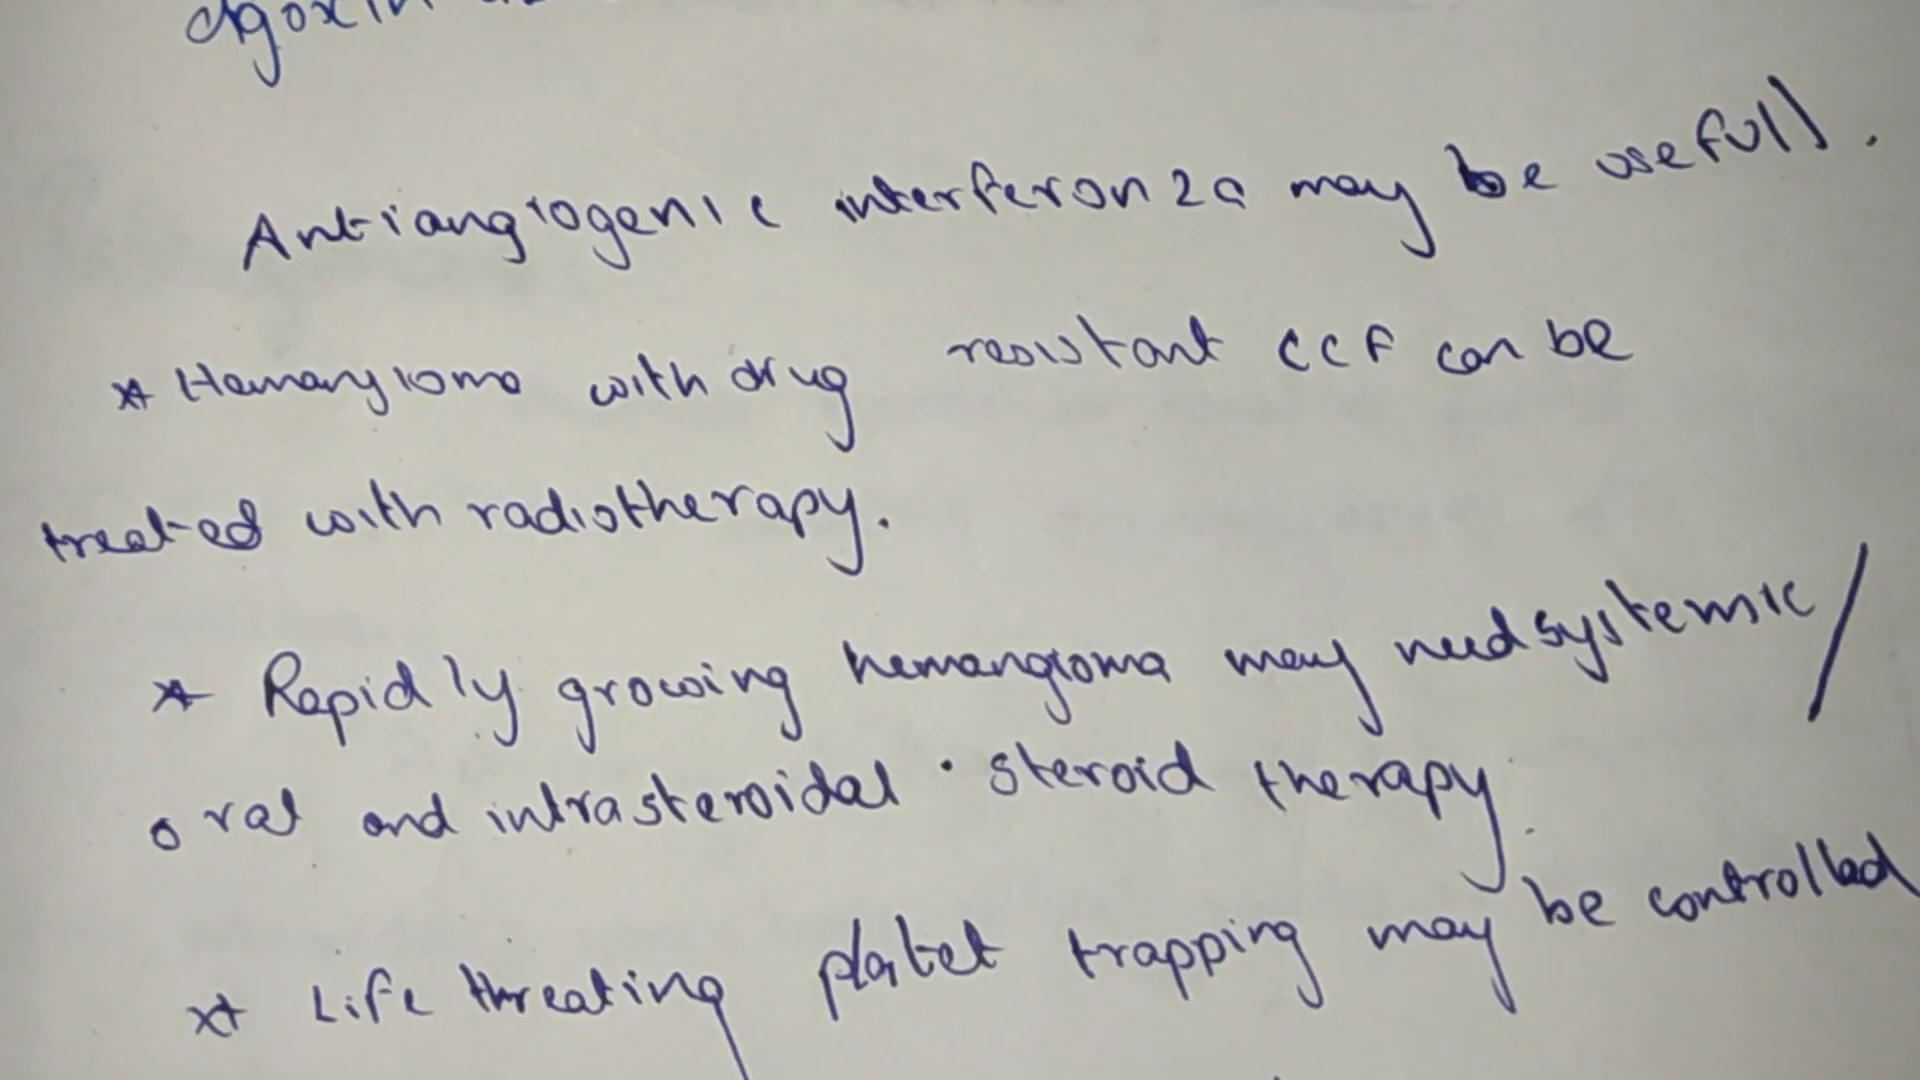 dgoxin
Antiangiogenic interferon 2a may be usefull.
* Hemangioma with drug resistant CCF can be
treated with radiotherapy.
* Rapidly growing hemangioma may need systemic/
oral and intrasteroidal . steroid therapy.
* Life threating platet trapping may be controlled